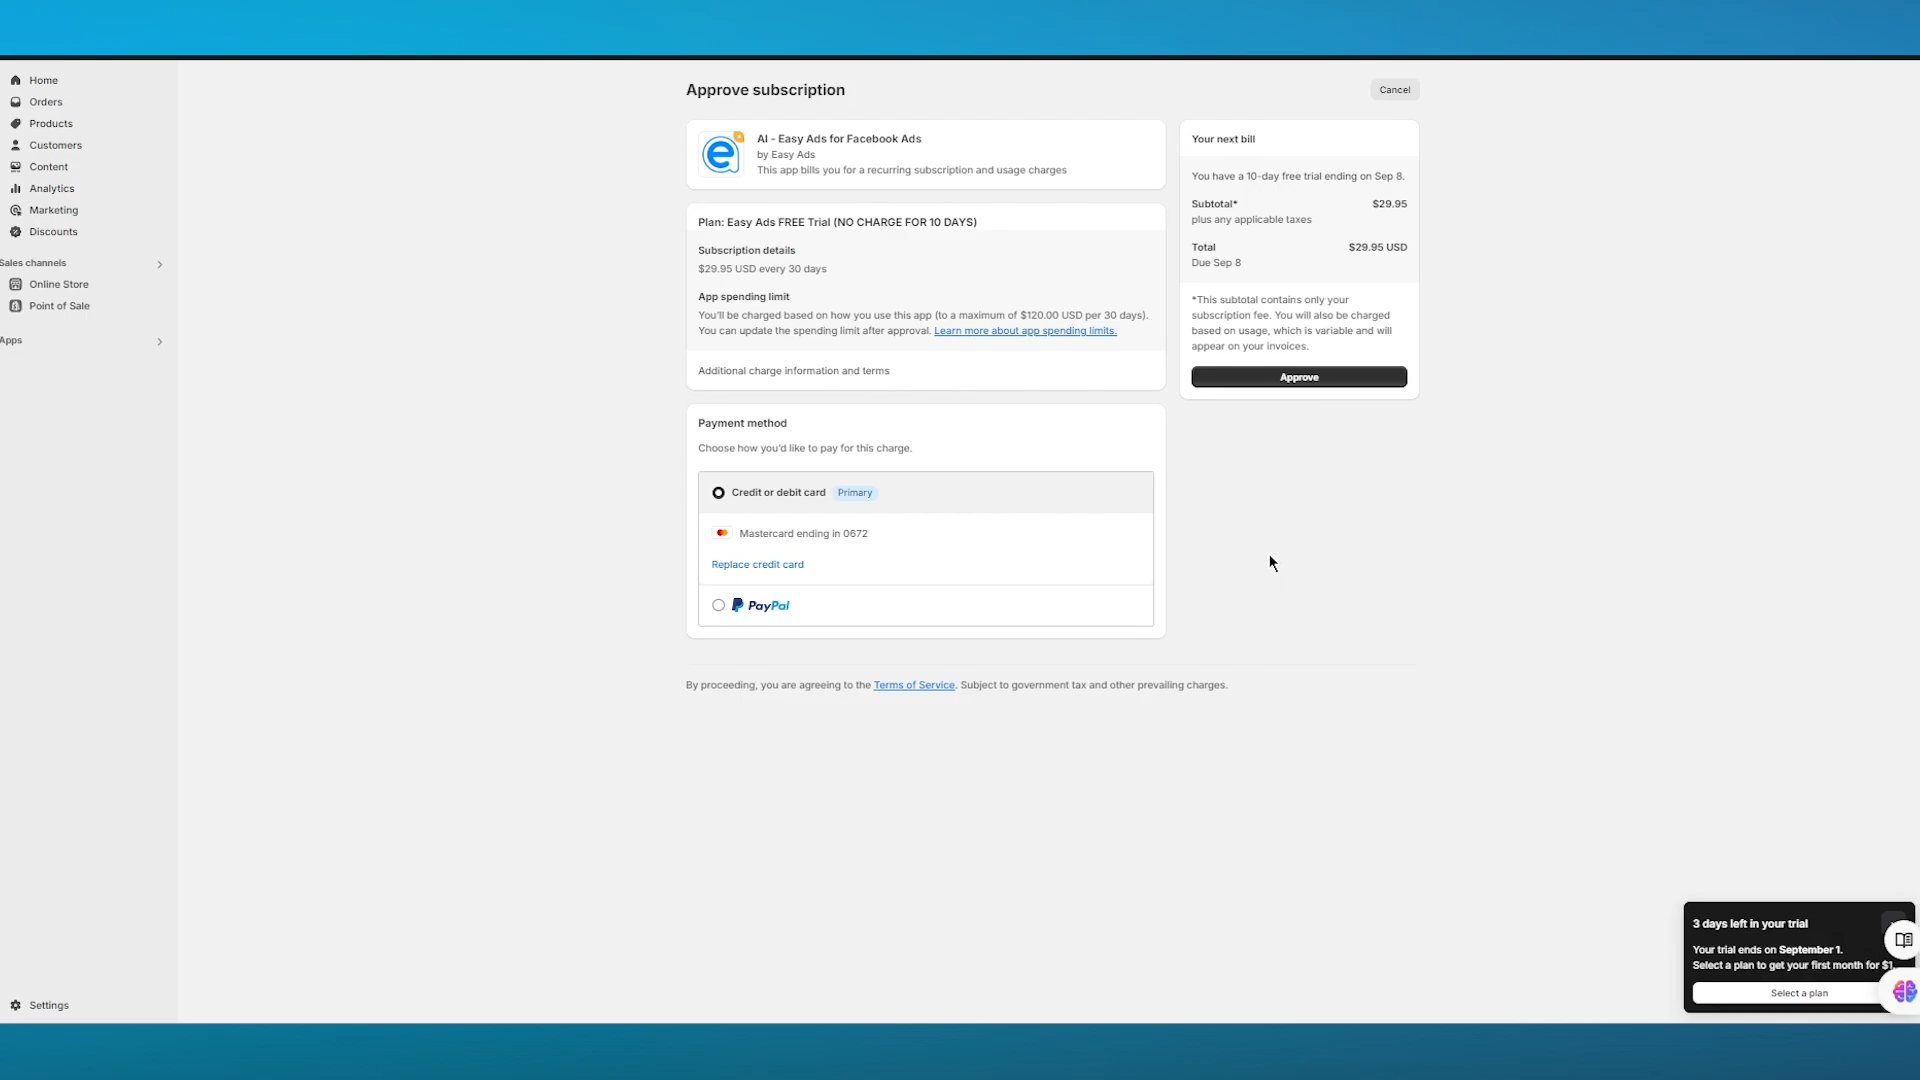 Home
Orders
Products
Customers
Content
Analytics
Marketing
Discounts
Sales channels
Online Store
Point of Sale
Apps
Settings
Approve subscription
Cancel
AI - Easy Ads for Facebook Ads
by Easy Ads
This app bills you for a recurring subscription and usage charges
Plan: Easy Ads FREE Trial (NO CHARGE FOR 10 DAYS)
Subscription details
$29.95 USD every 30 days
App spending limit
You'll be charged based on how you use this app (to a maximum of $120.00 USD per 30 days).
You can update the spending limit after approval. Learn more about app spending limits.
Additional charge information and terms
Payment method
Choose how you'd like to pay for this charge.
Credit or debit card Primary
Mastercard ending in 0672
Replace credit card
PayPal
Your next bill
You have a 10-day free trial ending on Sep 8.
Subtotal* $29.95
plus any applicable taxes
Total $29.95 USD
Due Sep 8
*This subtotal contains only your
subscription fee. You will also be charged
based on usage, which is variable and will
appear on your invoices.
Approve
By proceeding, you are agreeing to the Terms of Service. Subject to government tax and other prevailing charges.
3 days left in your trial
Your trial ends on September 1.
Select a plan to get your first month for $1.
Select a plan